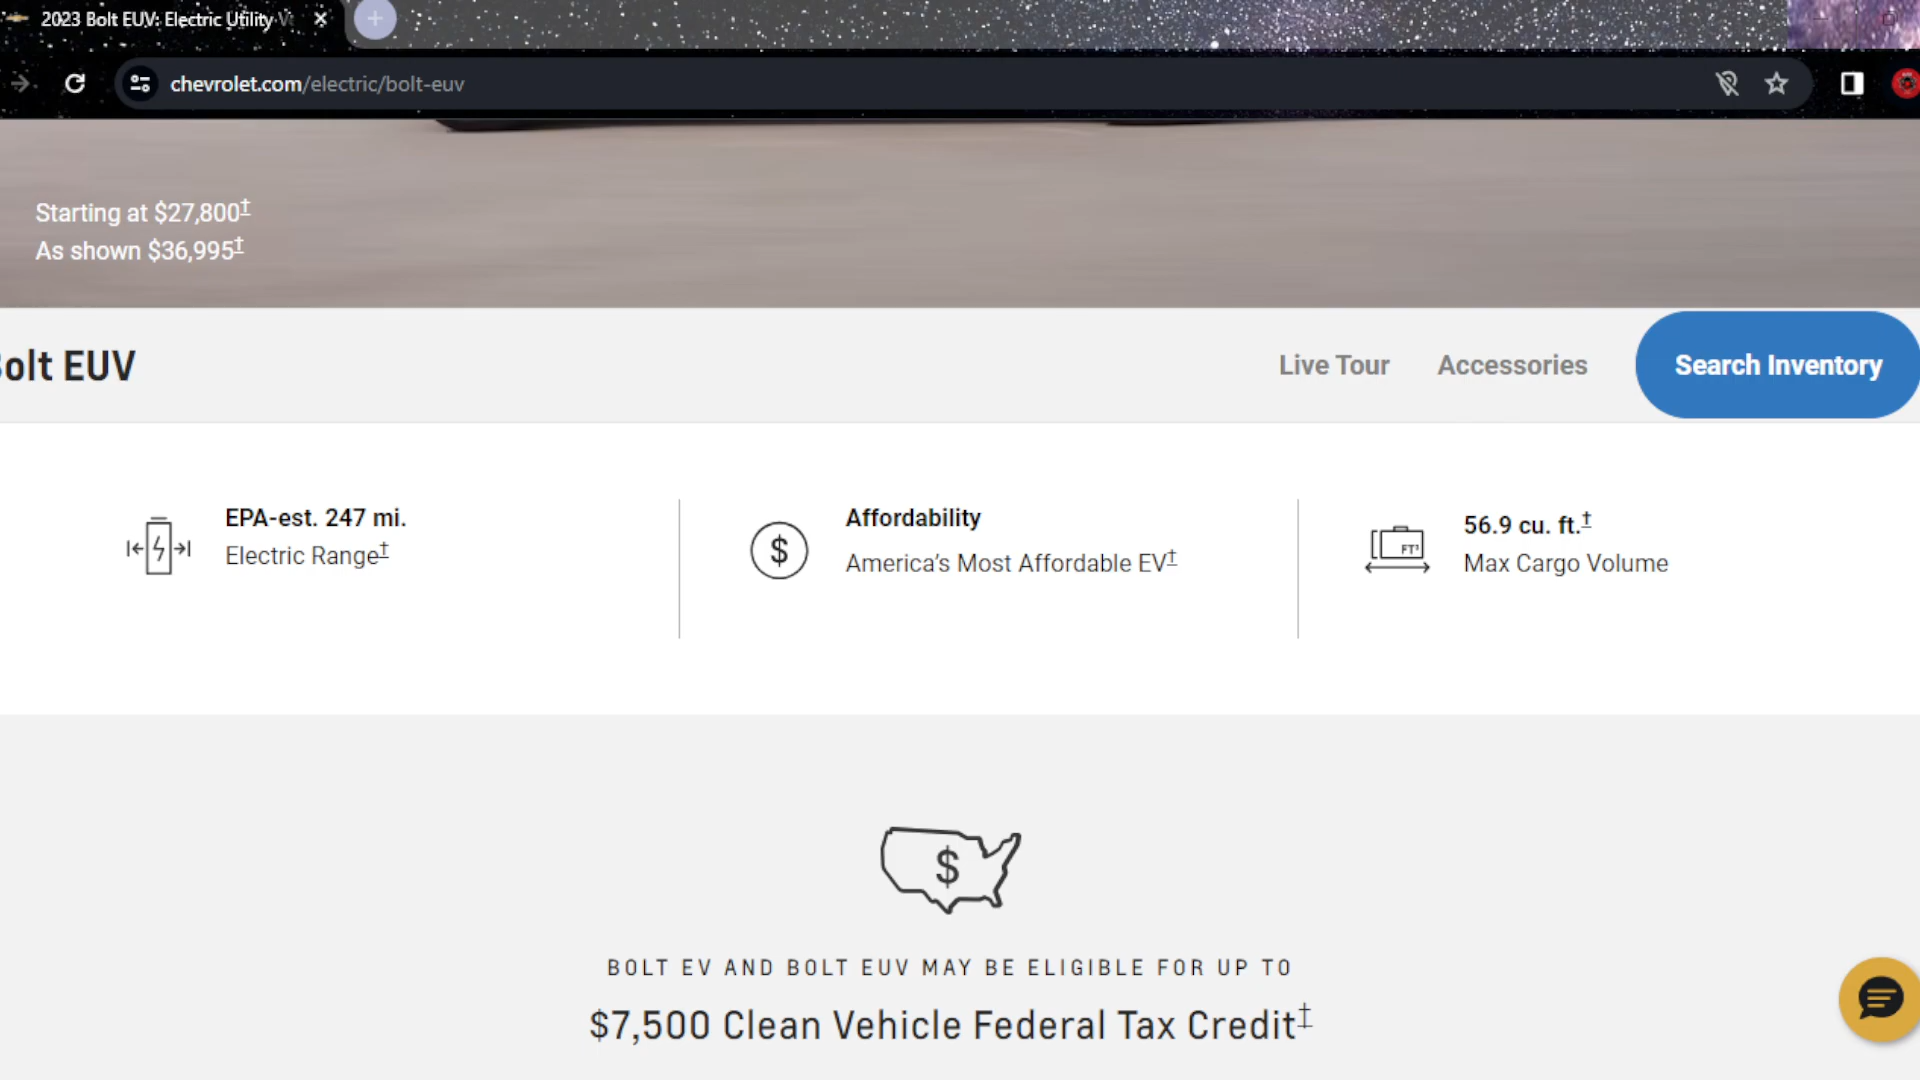 2023 Bolt EUV: Electric Utility
chevrolet.com/electric/bolt-euv
Starting at $27,800†
As shown $36,995†
olt EUV
Live Tour
Accessories
Search Inventory
EPA-est. 247 mi.
Electric Range†
Affordability
America’s Most Affordable EV†
FT³
56.9 cu. ft.†
Max Cargo Volume
$
$
BOLT EV AND BOLT EUV MAY BE ELIGIBLE FOR UP TO
$7,500 Clean Vehicle Federal Tax Credit‡